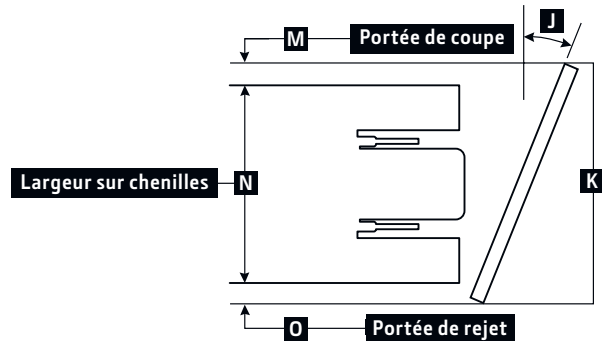 J
M Portée de coupe
Largeur sur chenilles N
K
O Portée de rejet